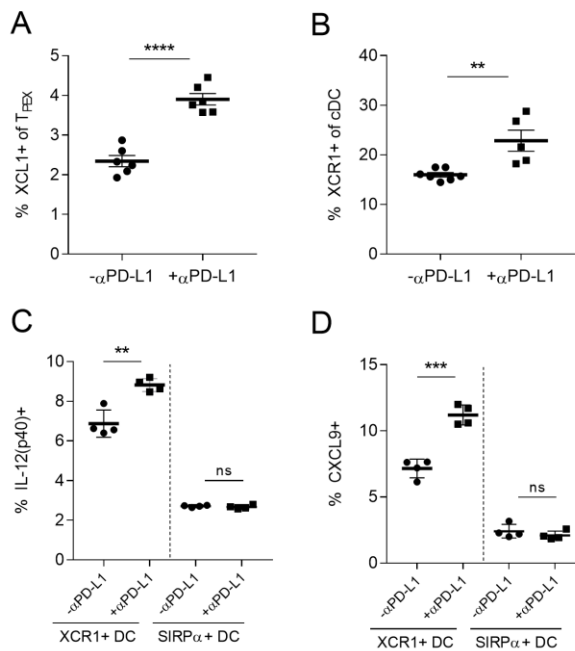 A
****
% XCL1+ of TPEX
5
4
3
2
1
0
-αPD-L1 +αPD-L1
B
**
% XCR1+ of cDC
40
30
20
10
0
-αPD-L1 +αPD-L1
C
**
ns
% IL-12(p40)+
10
8
6
4
2
0
-αPD-L1 +αPD-L1 -αPD-L1 +αPD-L1
XCR1+ DC SIRPα+ DC
D
***
ns
% CXCL9+
15
10
5
0
-αPD-L1 +αPD-L1 -αPD-L1 +αPD-L1
XCR1+ DC SIRPα+ DC